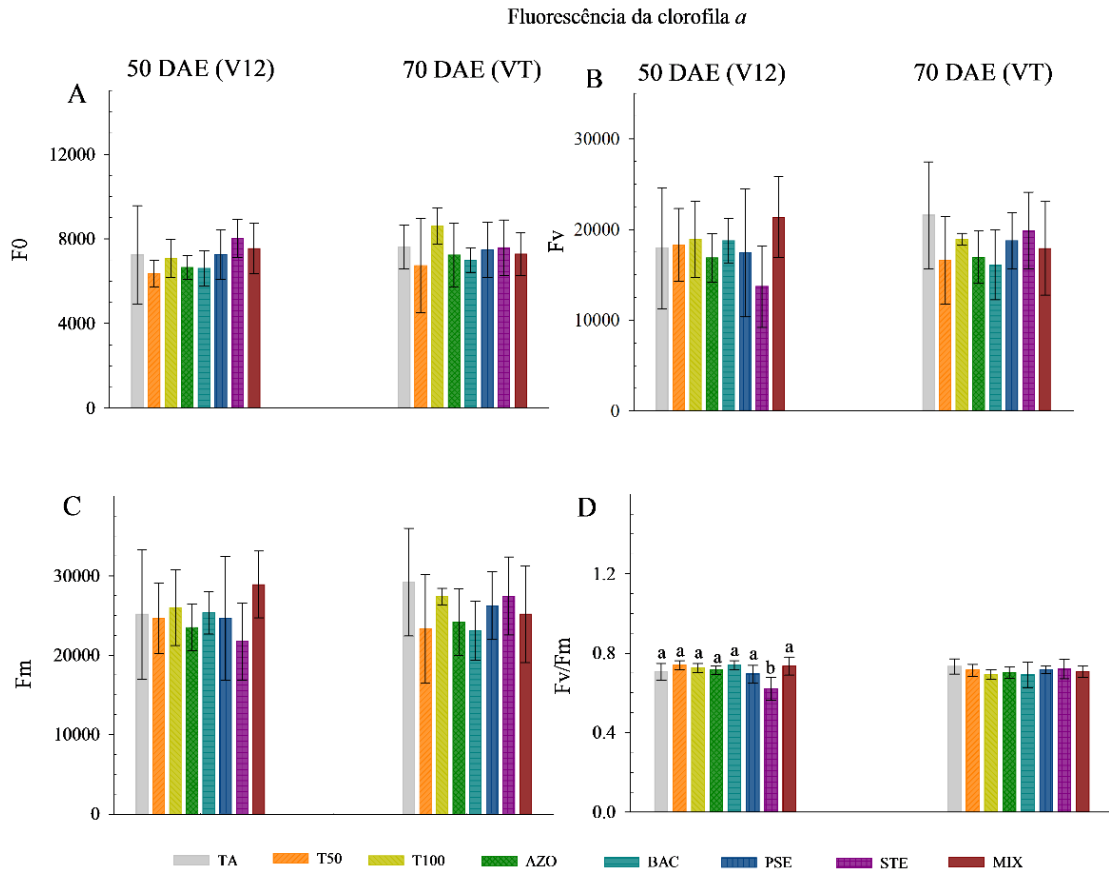 Fluorescência da clorofila a
50 DAE (V12)
70 DAE (VT)
50 DAE (V12)
70 DAE (VT)
A
12000
8000
4000
0
F0
B
30000
20000
10000
0
Fv
C
30000
20000
10000
0
Fm
D
1.2
0.8
0.4
0.0
Fv/Fm
a a a a a a b a
TA T50 T100 AZO BAC PSE STE MIX